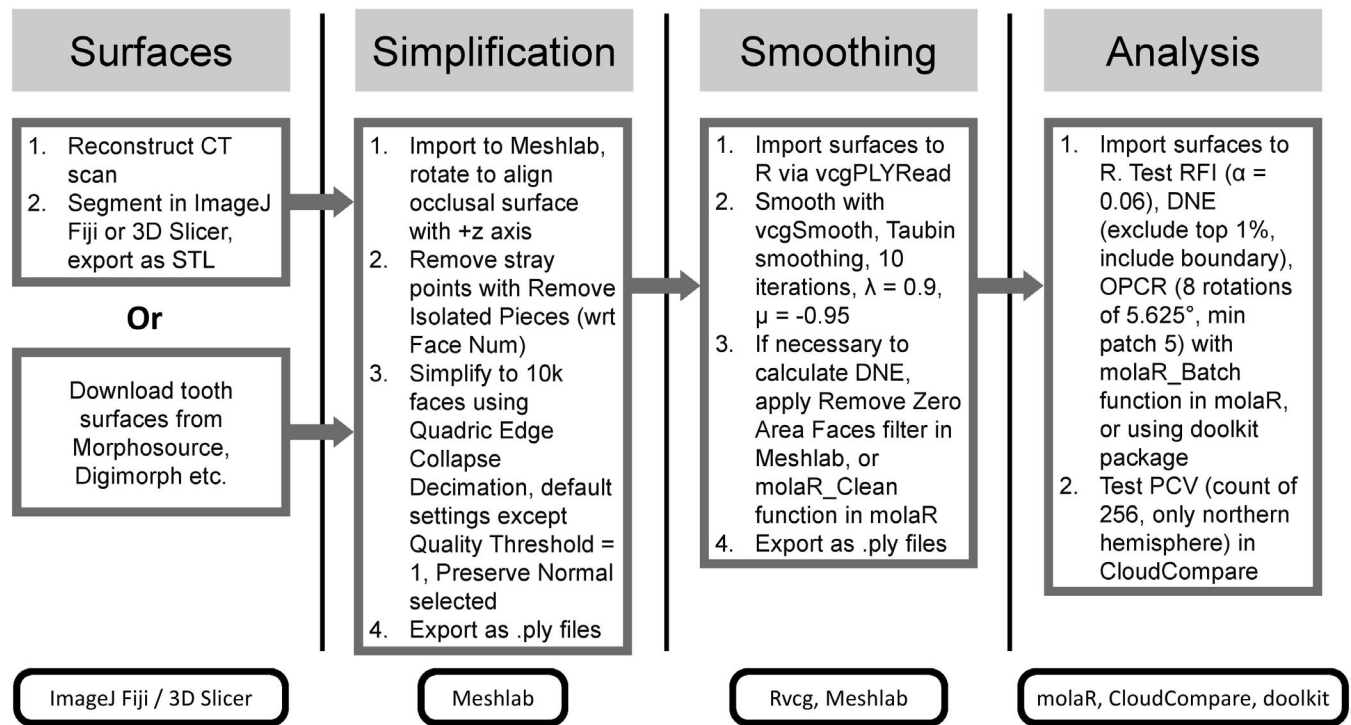 Surfaces
1. Reconstruct CT
scan
2. Segment in ImageJ
Fiji or 3D Slicer,
export as STL
Or
Download tooth
surfaces from
Morphosource,
Digimorph etc.
ImageJ Fiji / 3D Slicer
Simplification
1. Import to Meshlab,
rotate to align
occlusal surface
with +z axis
2. Remove stray
points with Remove
Isolated Pieces (wrt
Face Num)
3. Simplify to 10k
faces using
Quadric Edge
Collapse
Decimation, default
settings except
Quality Threshold =
1, Preserve Normal
selected
4. Export as .ply files
Meshlab
Smoothing
1. Import surfaces to
R via vcgPLYRead
2. Smooth with
vcgSmooth, Taubin
smoothing, 10
iterations, λ = 0.9,
μ = -0.95
3. If necessary to
calculate DNE,
apply Remove Zero
Area Faces filter in
Meshlab, or
molaR_Clean
function in molaR
4. Export as .ply files
Rvcg, Meshlab
Analysis
1. Import surfaces to
R. Test RFI (α =
0.06), DNE
(exclude top 1%,
include boundary),
OPCR (8 rotations
of 5.625°, min
patch 5) with
molaR_Batch
function in molaR,
or using doolkit
package
2. Test PCV (count of
256, only northern
hemisphere) in
CloudCompare
molaR, CloudCompare, doolkit